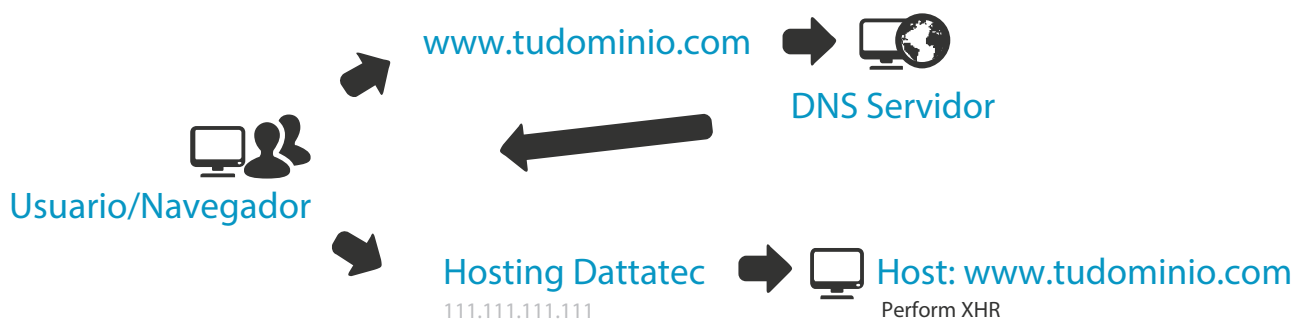 www.tudominio.com
DNS Servidor
Usuario/Navegador
Hosting Dattatec
111.111.111.111
Host: www.tudominio.com
Perform XHR